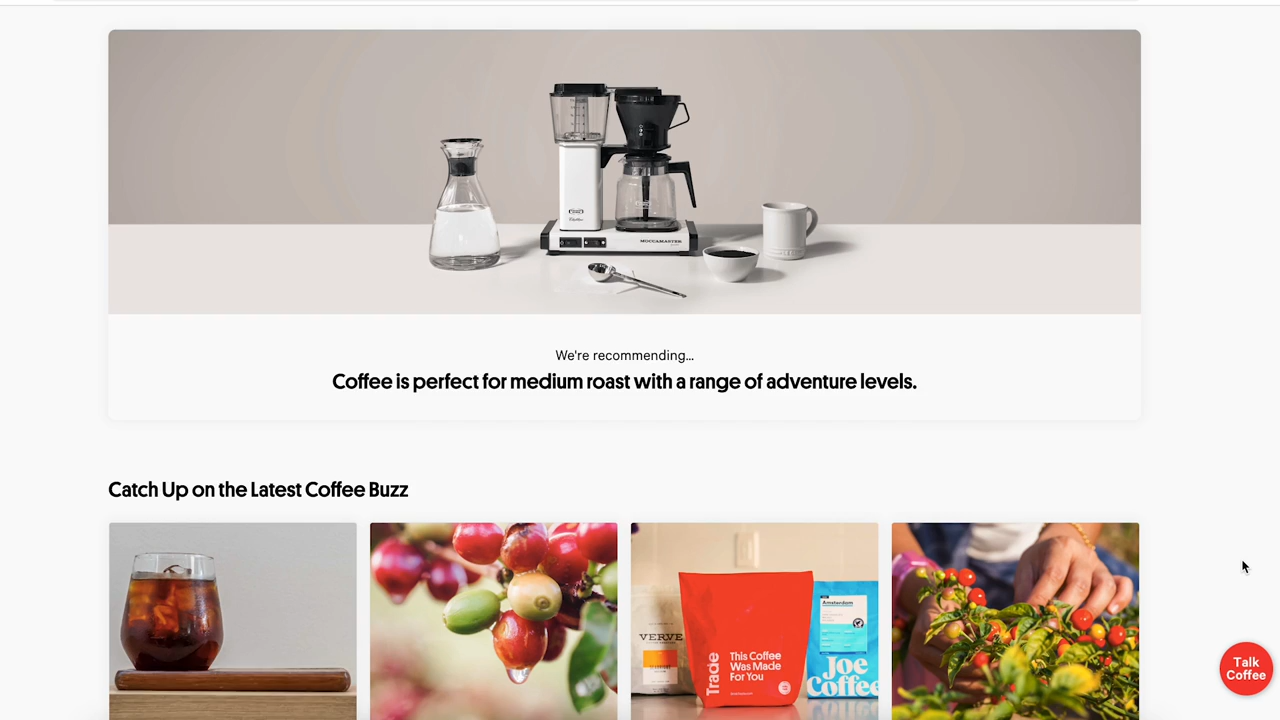 MOCCAMASTER
We're recommending...
Coffee is perfect for medium roast with a range of adventure levels.
Catch Up on the Latest Coffee Buzz
VERVE
Trade
This Coffee
Was Made
For You
Amsterdam
Joe
Coffee
Talk
Coffee